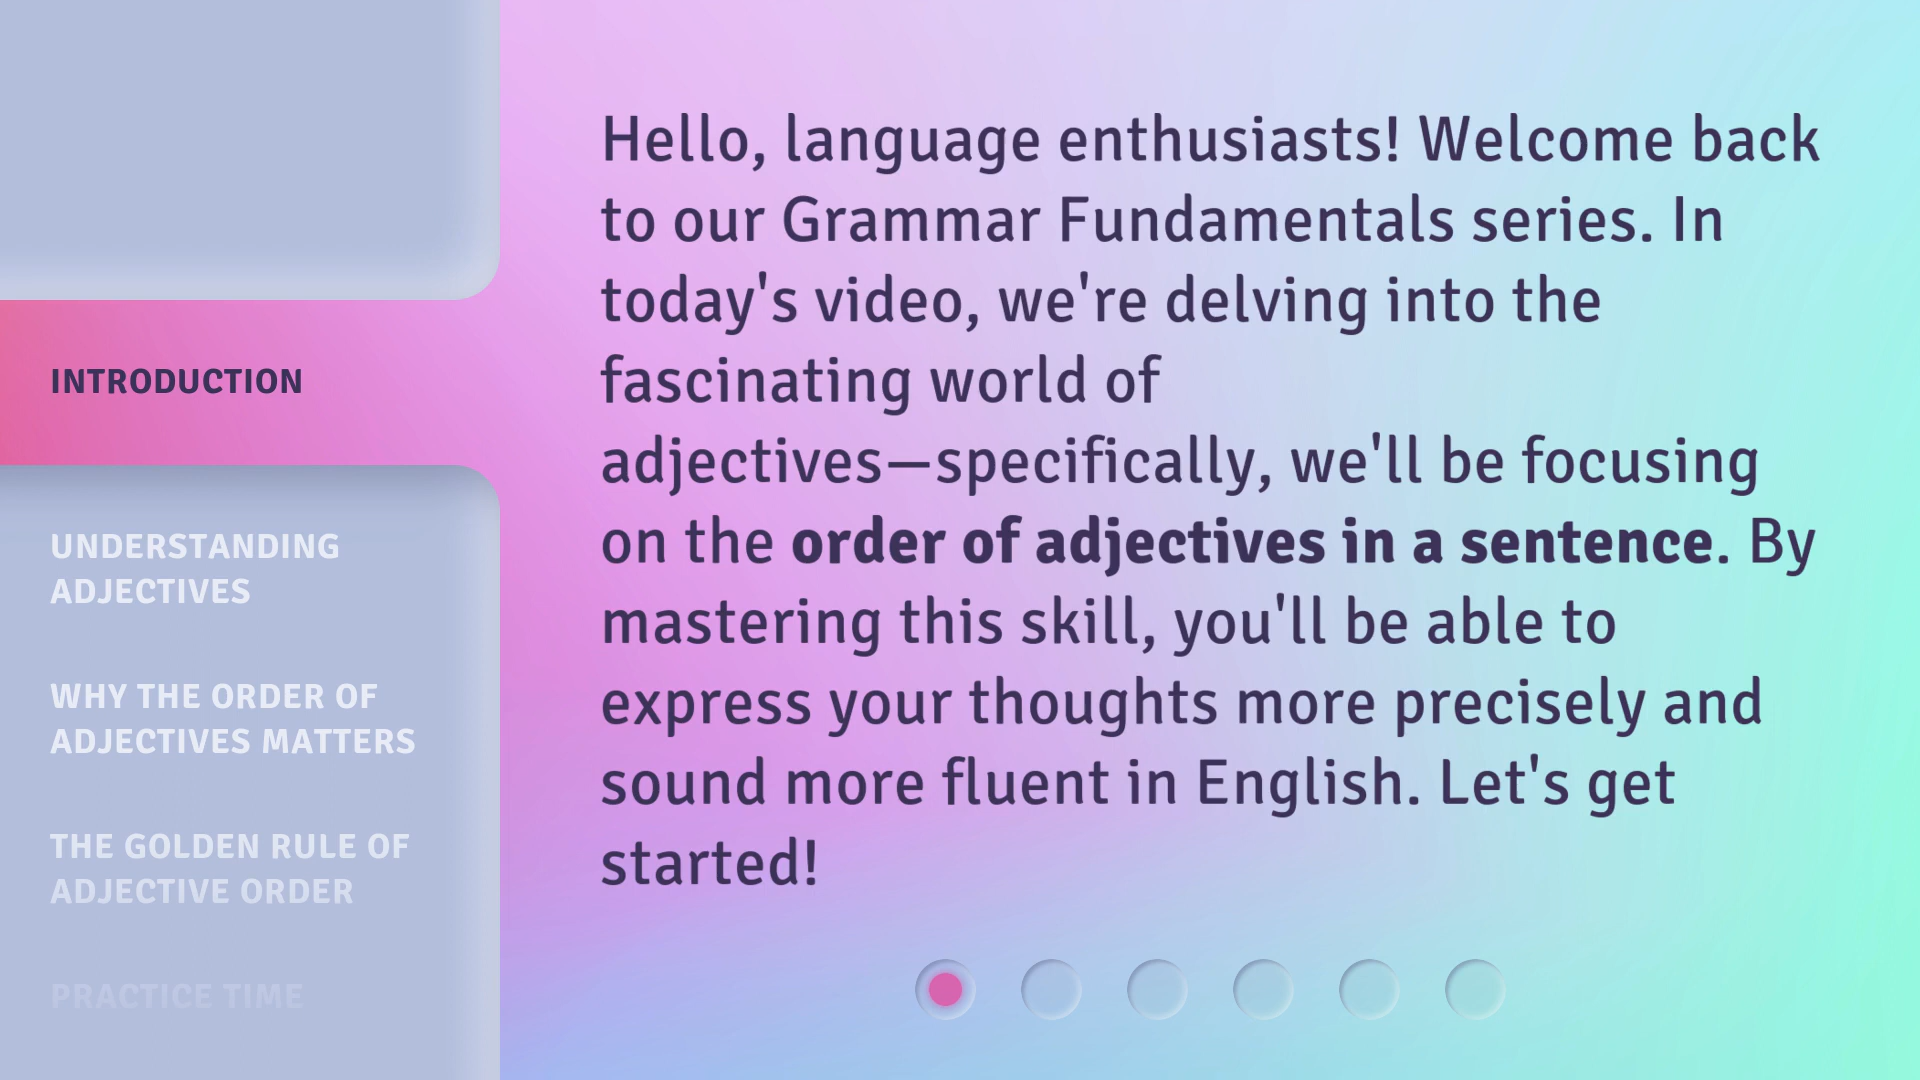 INTRODUCTION
UNDERSTANDING
ADJECTIVES
WHY THE ORDER OF
ADJECTIVES MATTERS
THE GOLDEN RULE OF
ADJECTIVE ORDER
PRACTICE TIME
Hello, language enthusiasts! Welcome back
to our Grammar Fundamentals series. In
today's video, we're delving into the
fascinating world of
adjectives—specifically, we'll be focusing
on the order of adjectives in a sentence. By
mastering this skill, you'll be able to
express your thoughts more precisely and
sound more fluent in English. Let's get
started!